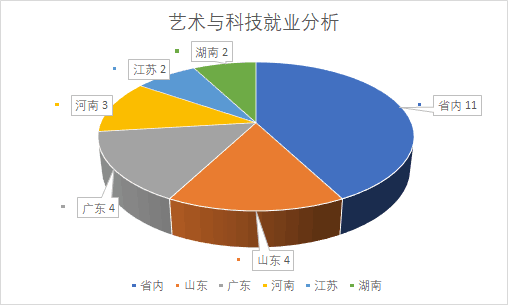 艺术与科技就业分析
湖南 2
江苏 2
河南 3
省内 11
广东 4
山东 4
省内 山东 广东 河南 江苏 湖南